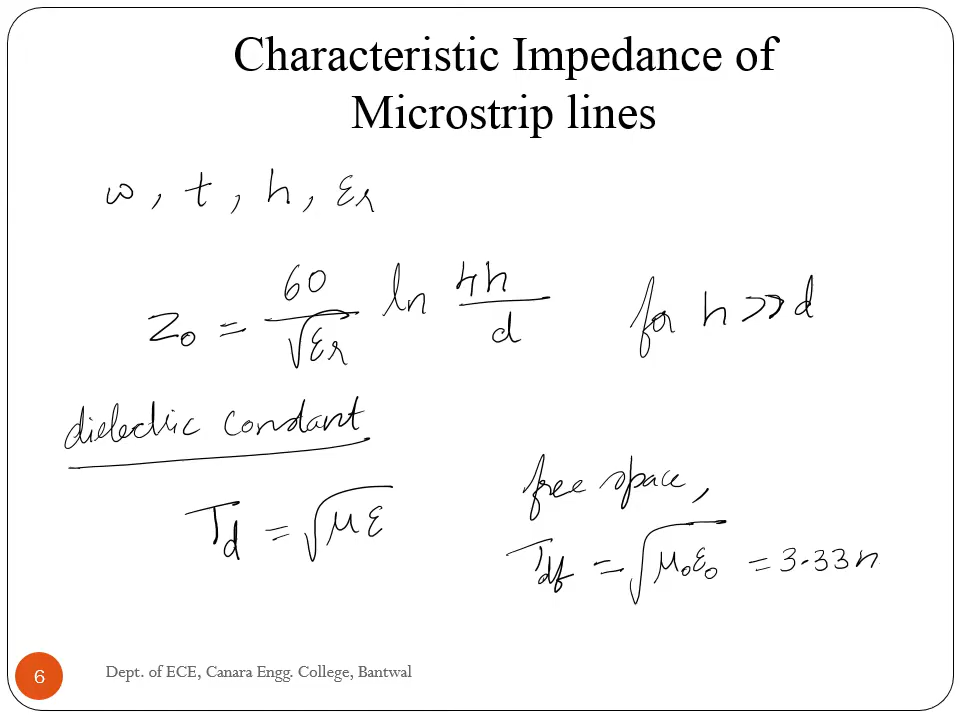 Characteristic Impedance of
Microstrip lines
w, t, h, εr
Z₀ = 60/√εr ln 4h/d for h >> d
dielectric constant
Td = √με
free space,
Tdf = √μ₀ε₀ = 3.33n
6
Dept. of ECE, Canara Engg. College, Bantwal